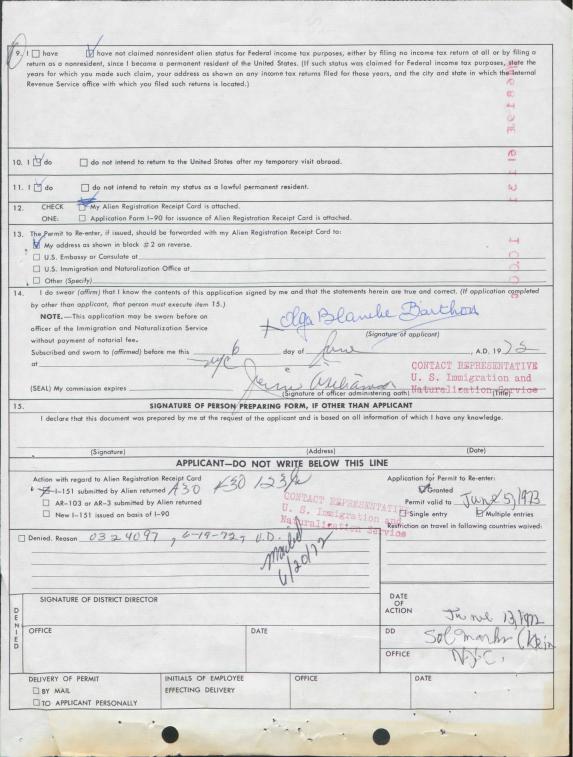 9. I ☐ have ☑ have not claimed nonresident alien status for Federal income tax purposes, either by filing no income tax return at all or by filing a
return as a nonresident, since I become a permanent resident of the United States. (If such status was claimed for Federal income tax purposes, state the
years for which you made such claim, your address as shown on any income tax returns filed for those years, and the city and state in which the Internal
Revenue Service office with which you filed such returns is located.)
10. I ☑ do ☐ do not intend to return to the United States after my temporary visit abroad.
11. I ☑ do ☐ do not intend to retain my status as a lawful permanent resident.
12. CHECK ☑ My Alien Registration Receipt Card is attached.
ONE: ☐ Application Form I-90 for issuance of Alien Registration Receipt Card is attached.
13. The Permit to Re-enter, if issued, should be forwarded with my Alien Registration Receipt Card to:
☑ My address as shown in block #2 on reverse.
☐ U.S. Embassy or Consulate at
☐ U.S. Immigration and Naturalization Office at
☐ Other (Specify)
14. I do swear (affirm) that I know the contents of this application signed by me and that the statements herein are true and correct. (If application completed
by other than applicant, that person must execute item 15.)
NOTE.—This application may be sworn before an
officer of the Immigration and Naturalization Service
without payment of notarial fee.
Olga Blanche Barthos
(Signature of applicant)
Subscribed and sworn to (affirmed) before me this 6 day of June, A.D. 1972
at NYC
CONTACT REPRESENTATIVE
U. S. Immigration and
Naturalization Service
(SEAL) My commission expires
(Signature of officer administering oath) (Title)
15. SIGNATURE OF PERSON PREPARING FORM, IF OTHER THAN APPLICANT
I declare that this document was prepared by me at the request of the applicant and is based on all information of which I have any knowledge.
(Signature) (Address) (Date)
APPLICANT—DO NOT WRITE BELOW THIS LINE
Action with regard to Alien Registration Receipt Card
☑ I-151 submitted by Alien returned A30
☐ AR-103 or AR-3 submitted by Alien returned
☐ New I-151 issued on basis of I-90
CONTACT REPRESENTATIVE
U. S. Immigration and
Naturalization Service
Application for Permit to Re-enter:
☑ Granted
Permit valid to June 5, 1973
☐ Single entry ☑ Multiple entries
Restriction on travel in following countries waived:
☐ Denied. Reason 0324097, 6-19-72, U.D.
Mailed
6/20/72
DENIED
SIGNATURE OF DISTRICT DIRECTOR
OFFICE DATE
DATE
OF
ACTION June 13, 1972
DD Sol Marks
OFFICE N.Y.C.
DELIVERY OF PERMIT
☐ BY MAIL
☐ TO APPLICANT PERSONALLY
INITIALS OF EMPLOYEE
EFFECTING DELIVERY
OFFICE
DATE